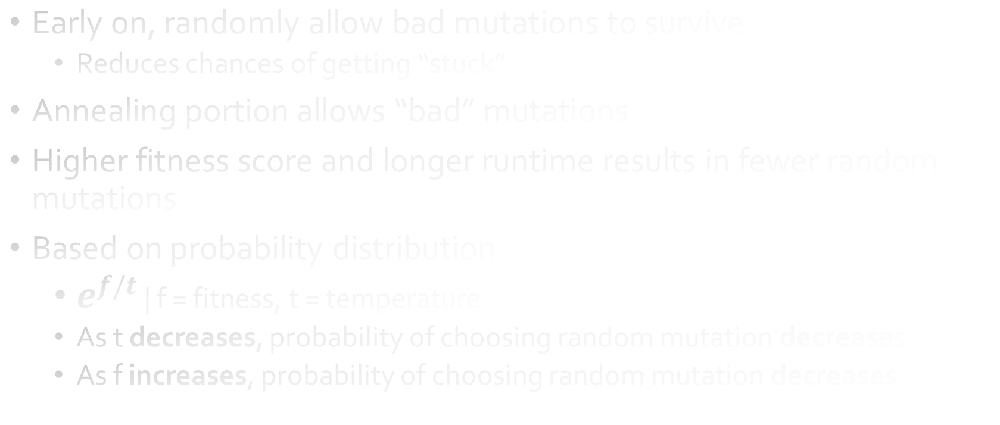 • Early on, randomly allow bad mutations to survive
• Reduces chances of getting “stuck”
• Annealing portion allows “bad” mutations
• Higher fitness score and longer runtime results in fewer random
mutations
• Based on probability distribution
• e^{f/t} | f = fitness, t = temperature
• As t decreases, probability of choosing random mutation decreases
• As f increases, probability of choosing random mutation decreases